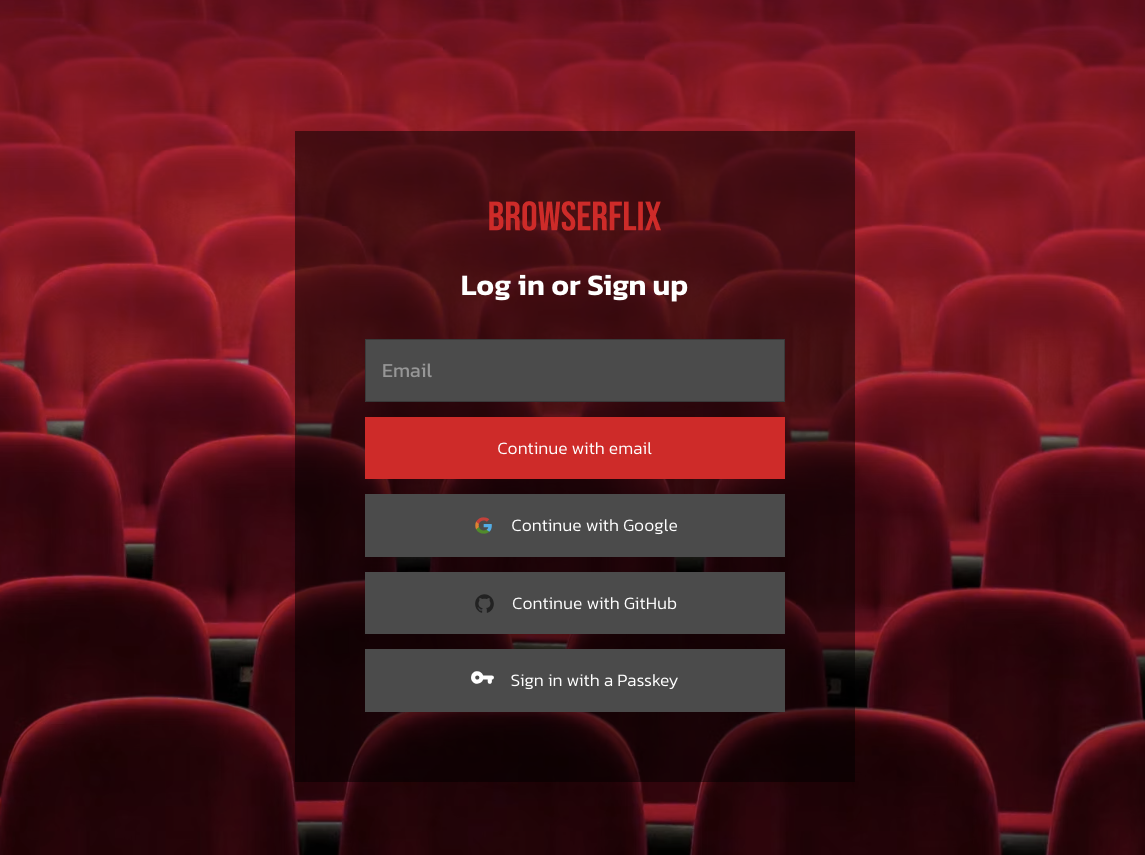 BROWSERFLIX
Log in or Sign up
Email
Continue with email
Continue with Google
Continue with GitHub
Sign in with a Passkey